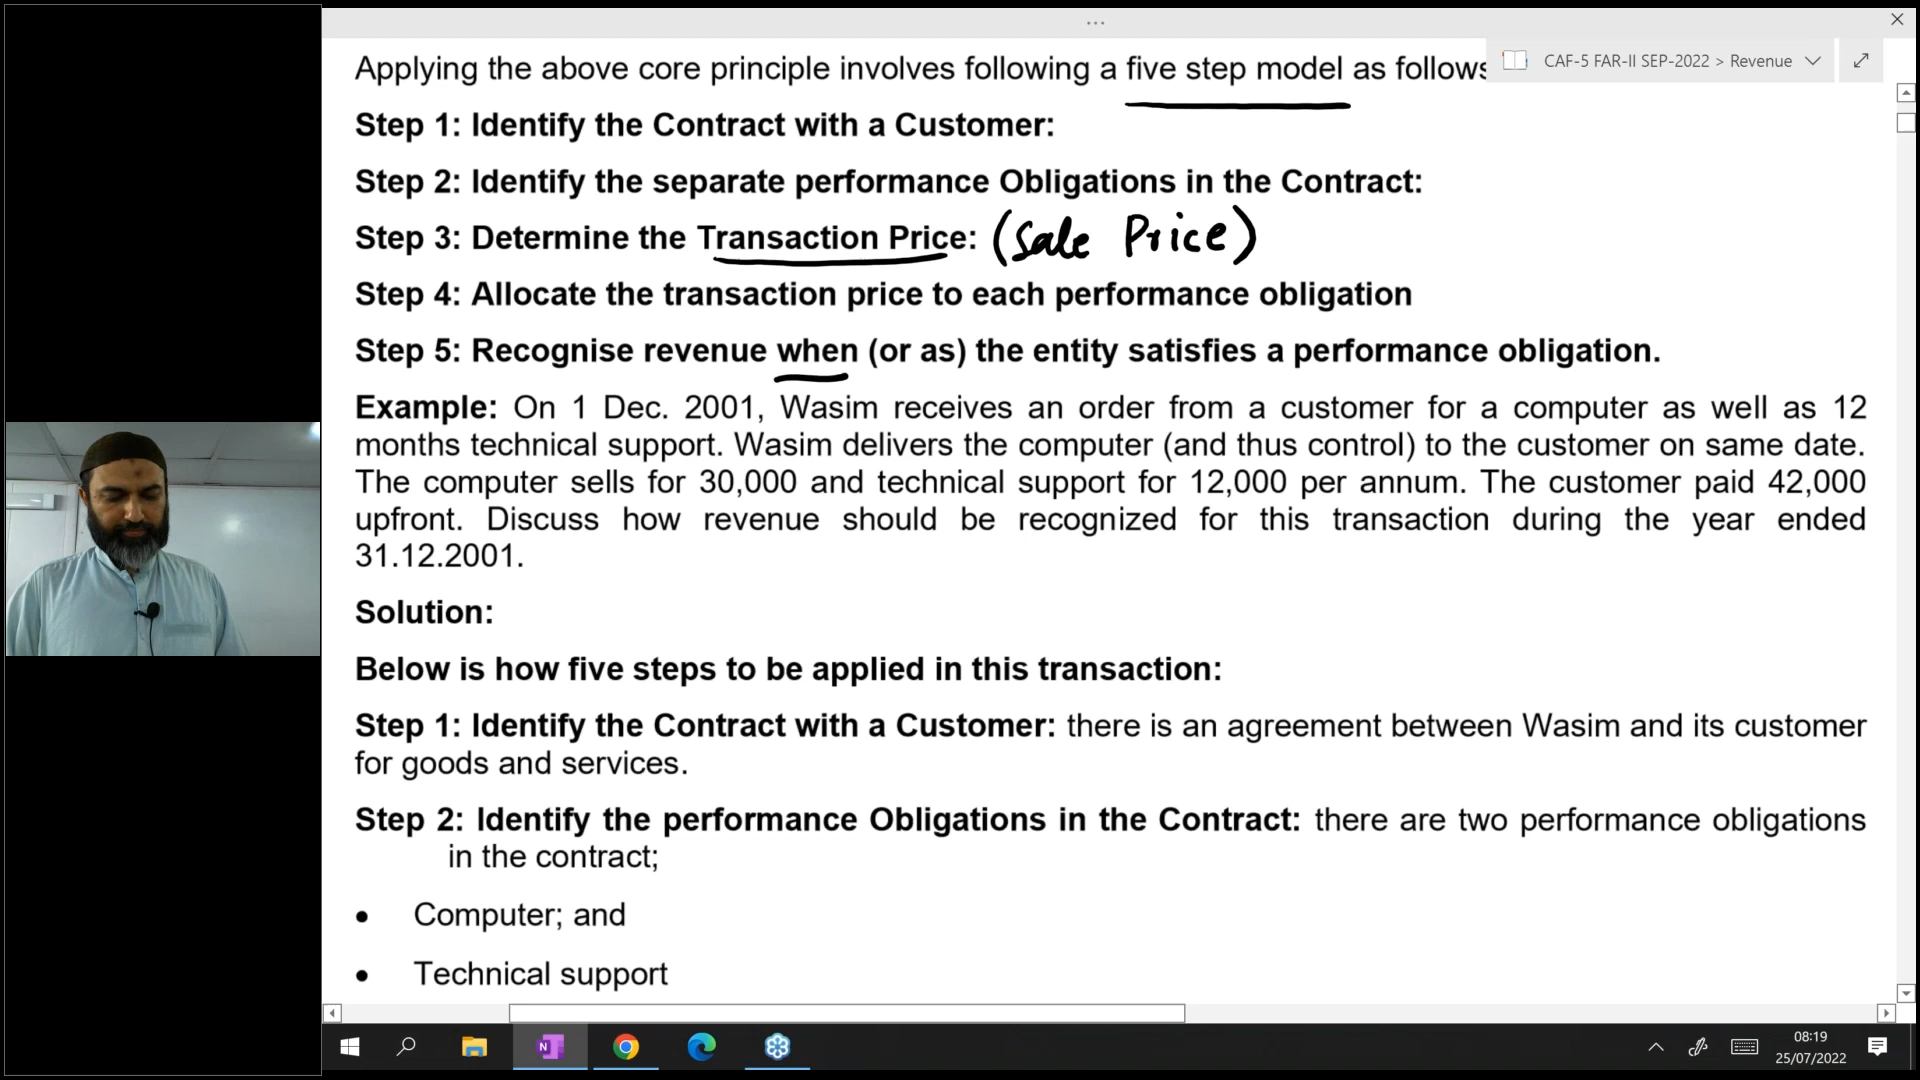 CAF-5 FAR-II SEP-2022 > Revenue
Applying the above core principle involves following a five step model as follows
Step 1: Identify the Contract with a Customer:
Step 2: Identify the separate performance Obligations in the Contract:
Step 3: Determine the Transaction Price: (Sale Price)
Step 4: Allocate the transaction price to each performance obligation
Step 5: Recognise revenue when (or as) the entity satisfies a performance obligation.
Example: On 1 Dec. 2001, Wasim receives an order from a customer for a computer as well as 12
months technical support. Wasim delivers the computer (and thus control) to the customer on same date.
The computer sells for 30,000 and technical support for 12,000 per annum. The customer paid 42,000
upfront. Discuss how revenue should be recognized for this transaction during the year ended
31.12.2001.
Solution:
Below is how five steps to be applied in this transaction:
Step 1: Identify the Contract with a Customer: there is an agreement between Wasim and its customer
for goods and services.
Step 2: Identify the performance Obligations in the Contract: there are two performance obligations
in the contract;
• Computer; and
• Technical support
N
08:19
25/07/2022